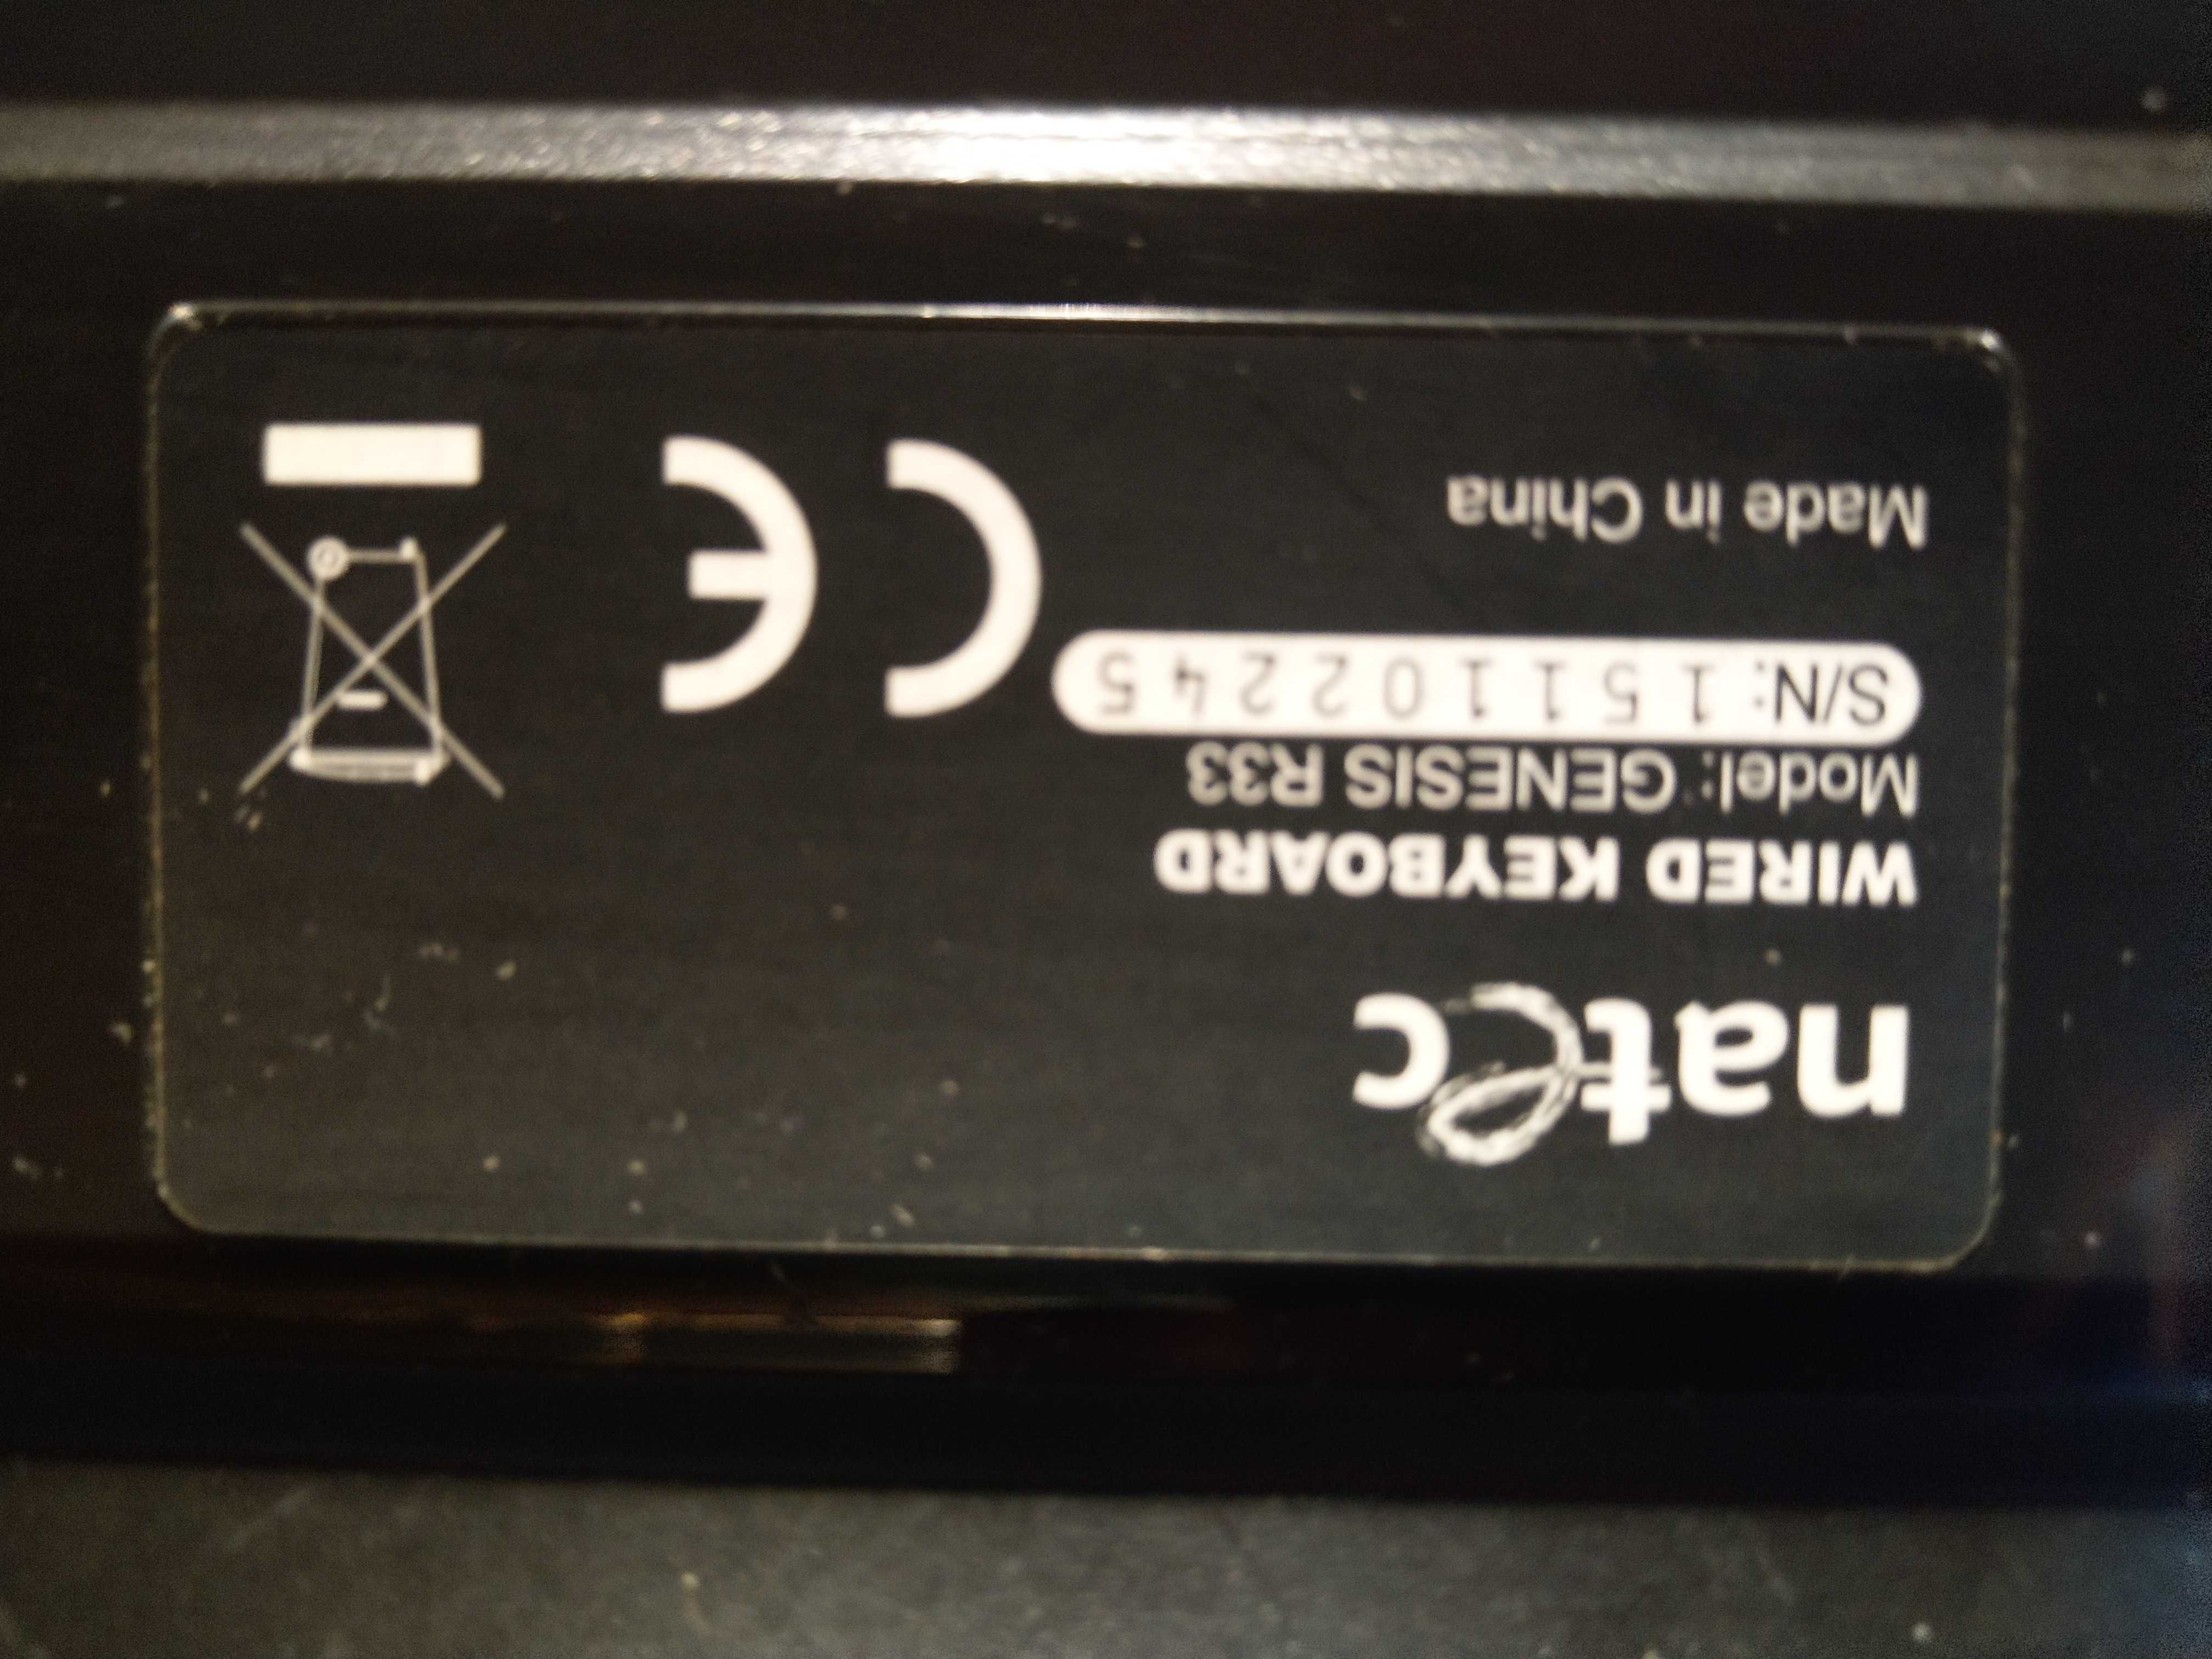 natec
WIRED KEYBOARD
Model: GENESIS R33
S/N: 151102245
Made in China
CE